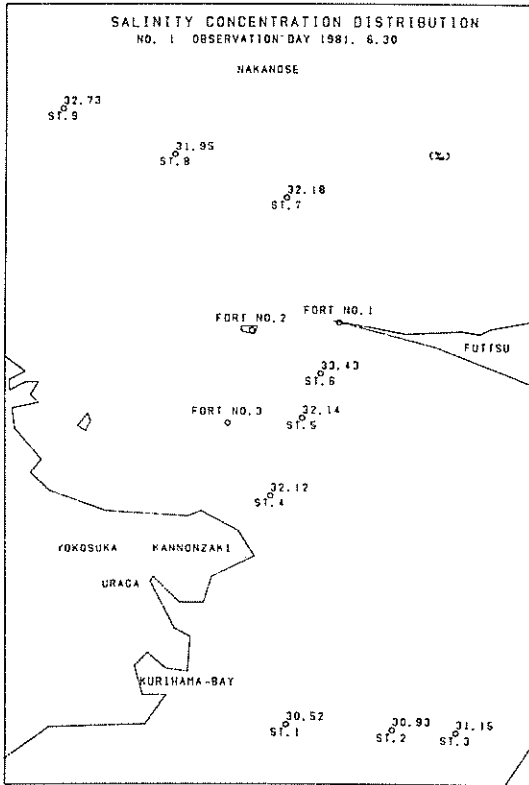 SALINITY CONCENTRATION DISTRIBUTION
NO. 1 OBSERVATION DAY 1981. 6.30
NAKANOSE
32.73
ST.9
31.95
ST.8
(‰)
32.18
ST.7
FORT NO.2
FORT NO.1
FUTTSU
33.43
ST.6
FORT NO.3
32.14
ST.5
32.12
ST.4
YOKOSUKA KANNONZAKI
URAGA
KURIHAMA-BAY
30.52
ST.1
30.93
ST.2
31.15
ST.3